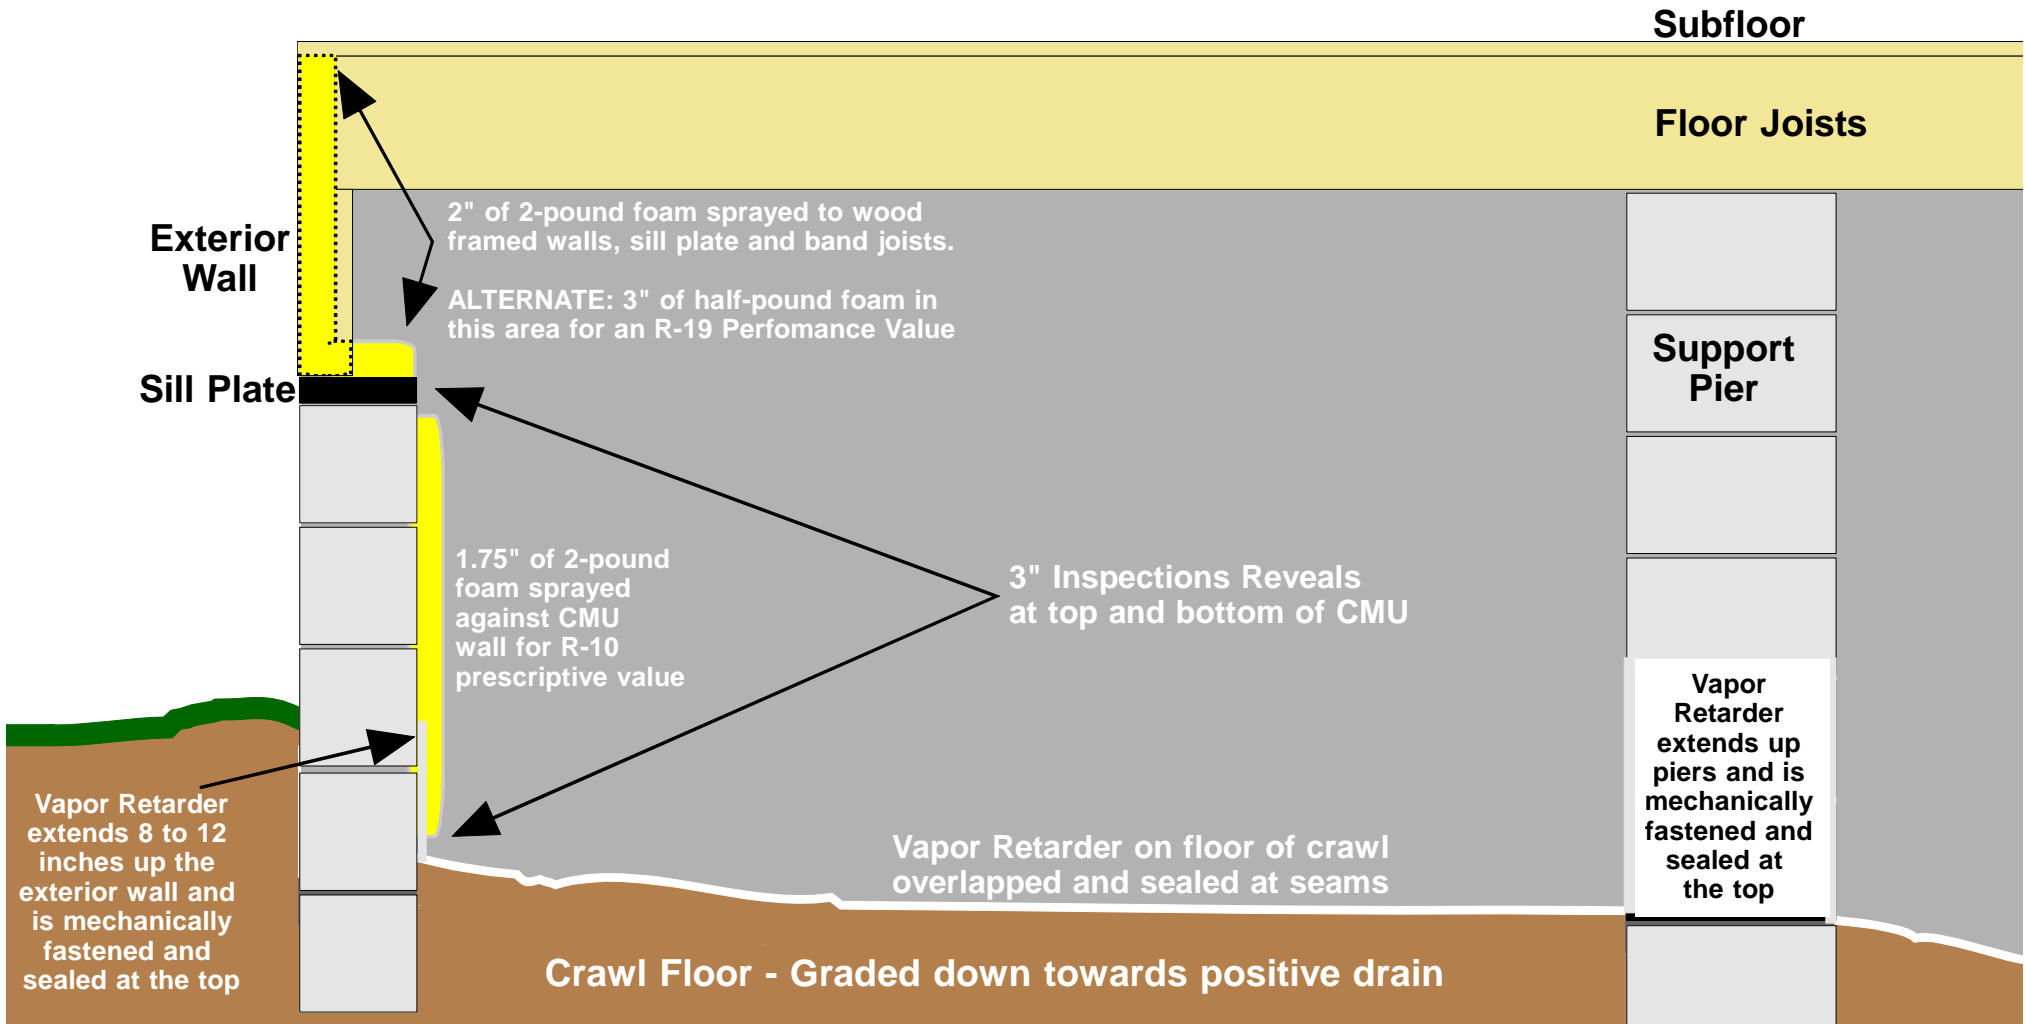 Subfloor
Floor Joists
2" of 2-pound foam sprayed to wood
framed walls, sill plate and band joists.
Exterior
Wall
ALTERNATE: 3" of half-pound foam in
this area for an R-19 Perfomance Value
Support
Pier
Sill Plate
1.75" of 2-pound
foam sprayed
against CMU
wall for R-10
prescriptive value
3" Inspections Reveals
at top and bottom of CMU
Vapor
Retarder
extends up
piers and is
mechanically
fastened and
sealed at
the top
Vapor Retarder
extends 8 to 12
inches up the
exterior wall and
is mechanically
fastened and
sealed at the top
Vapor Retarder on floor of crawl
overlapped and sealed at seams
Crawl Floor - Graded down towards positive drain